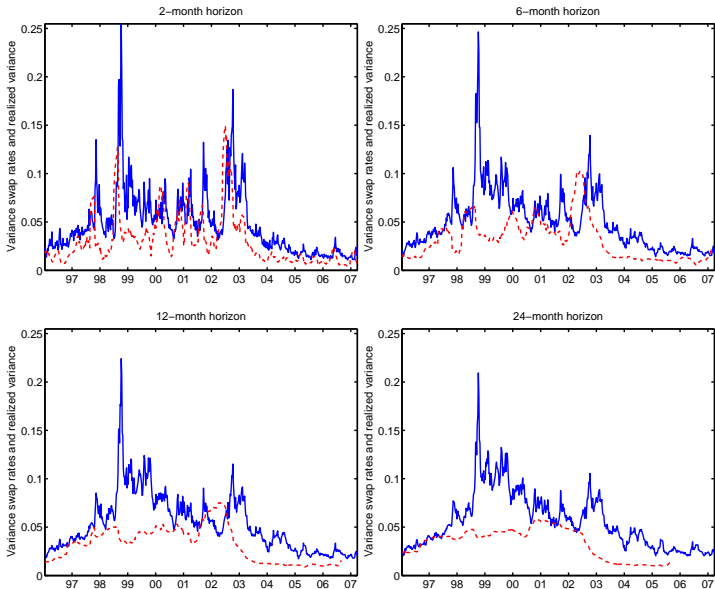 2−month horizon
Variance swap rates and realized variance
0.25
0.2
0.15
0.1
0.05
0
97 98 99 00 01 02 03 04 05 06 07
6−month horizon
Variance swap rates and realized variance
0.25
0.2
0.15
0.1
0.05
0
97 98 99 00 01 02 03 04 05 06 07
12−month horizon
Variance swap rates and realized variance
0.25
0.2
0.15
0.1
0.05
0
97 98 99 00 01 02 03 04 05 06 07
24−month horizon
Variance swap rates and realized variance
0.25
0.2
0.15
0.1
0.05
0
97 98 99 00 01 02 03 04 05 06 07